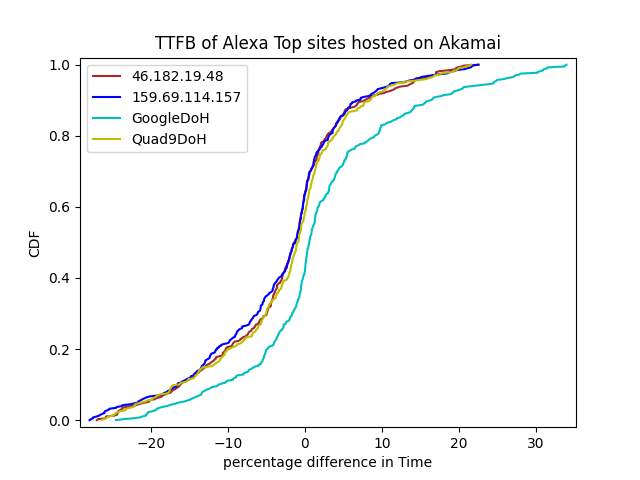 TTFB of Alexa Top sites hosted on Akamai
46.182.19.48
159.69.114.157
GoogleDoH
Quad9DoH
CDF
1.0
0.8
0.6
0.4
0.2
0.0
−20
−10
0
10
20
30
percentage difference in Time